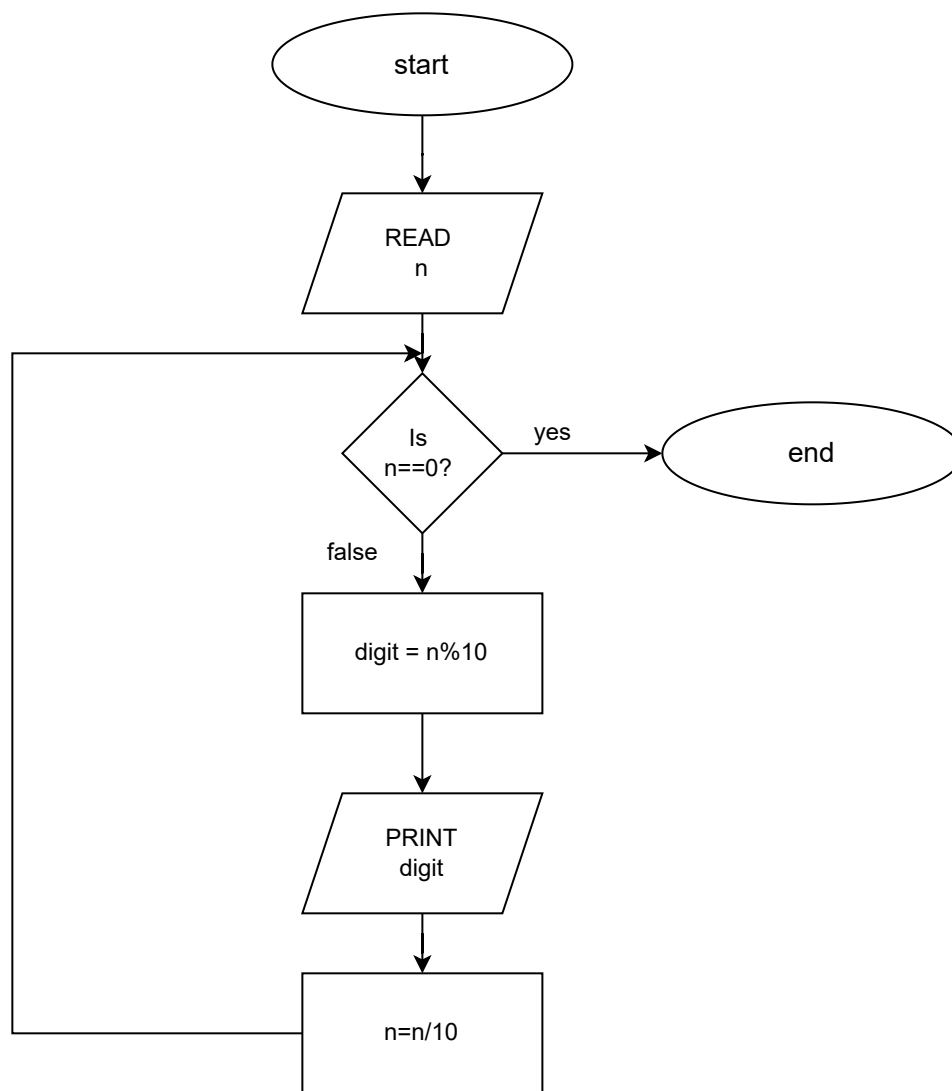 start
READ
n
Is
n==0?
yes
end
false
digit = n%10
PRINT
digit
n=n/10